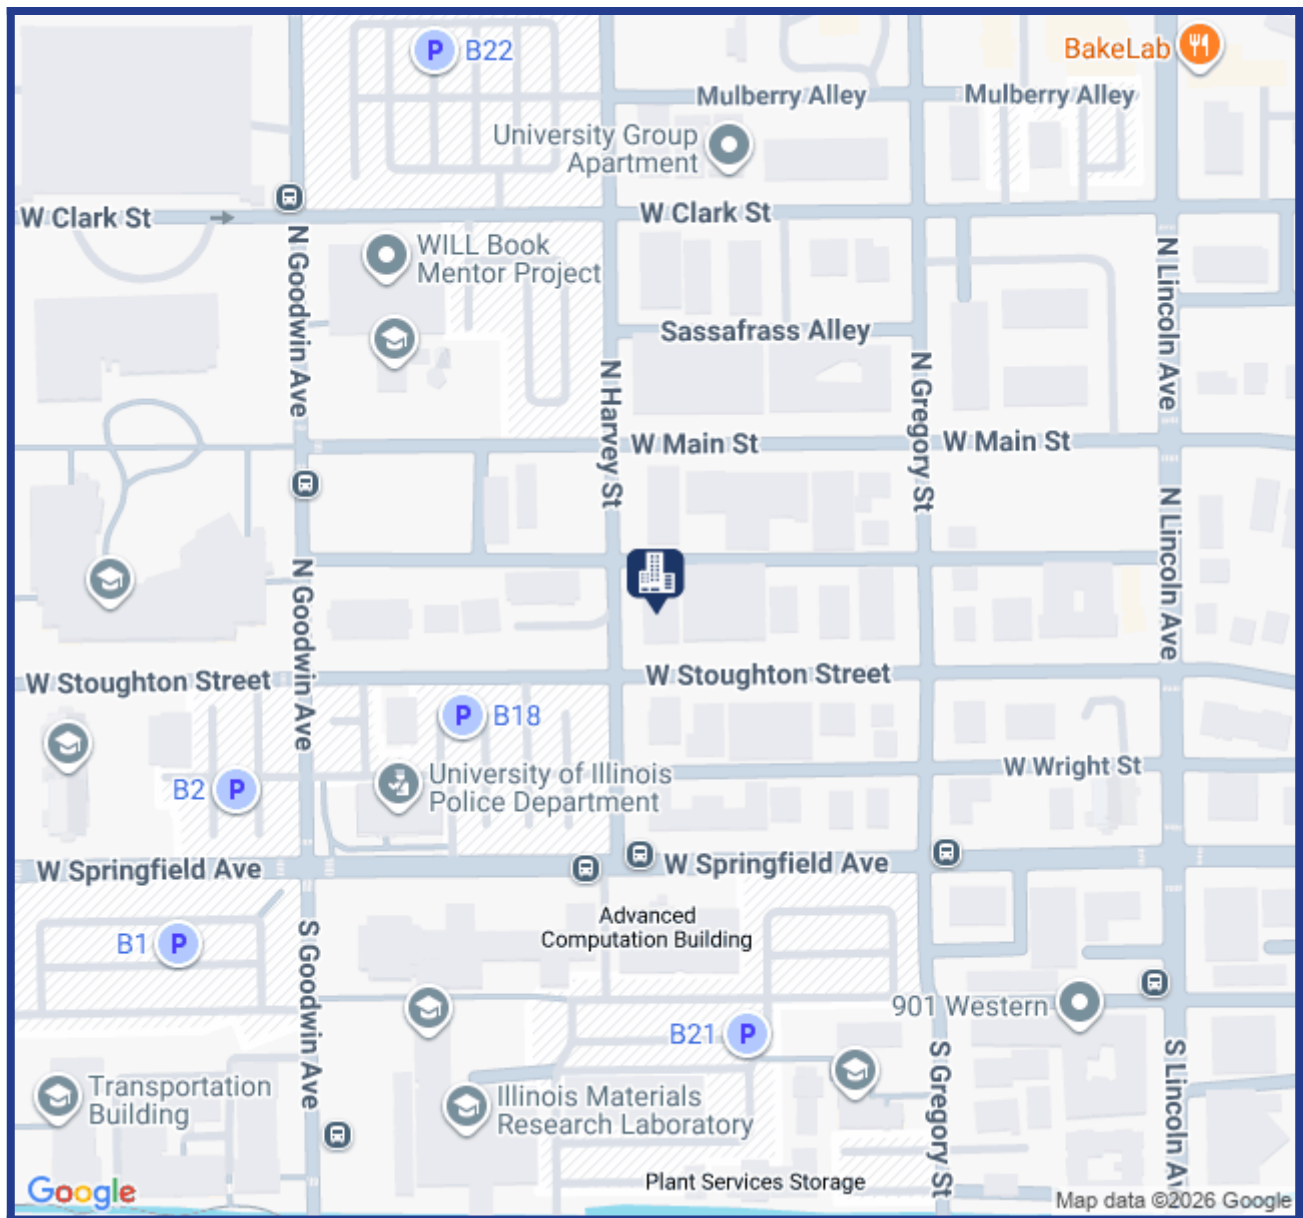 P B22
BakeLab
Mulberry Alley
Mulberry Alley
University Group
Apartment
W Clark St
W Clark St
WILL Book
Mentor Project
N Goodwin Ave
N Lincoln Ave
Sassafrass Alley
N Harvey St
N Gregory St
W Main St
W Main St
N Lincoln Ave
N Goodwin Ave
W Stoughton Street
W Stoughton Street
P B18
W Wright St
University of Illinois
Police Department
B2 P
W Springfield Ave
W Springfield Ave
Advanced
Computation Building
B1 P
S Goodwin Ave
901 Western
B21 P
S Gregory St
S Lincoln Av
Transportation
Building
Illinois Materials
Research Laboratory
Plant Services Storage
Google
Map data ©2026 Google